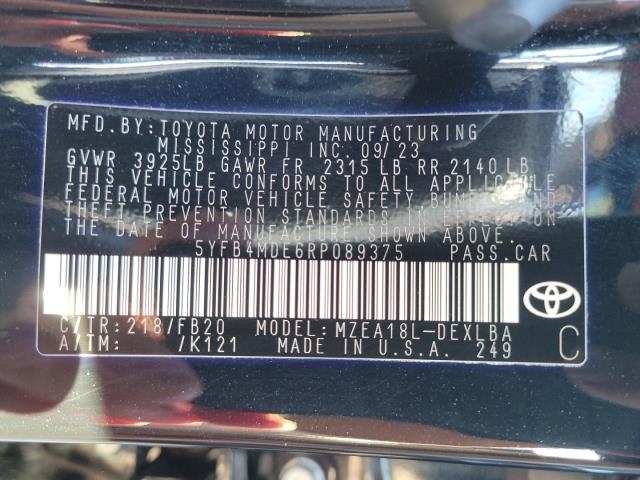 MFD. BY: TOYOTA MOTOR MANUFACTURING
MISSISSIPPI INC. 09/23
GVWR 3925LB GAWR FR 2315 LB RR 2140 LB
THIS VEHICLE CONFORMS TO ALL APPLICABLE
FEDERAL MOTOR VEHICLE SAFETY, BUMPER, AND
THEFT PREVENTION STANDARDS IN EFFECT ON
THE DATE OF MANUFACTURE SHOWN ABOVE.
5YFB4MDE6RP089375 PASS.CAR
C/TR: 218/FB20 MODEL: MZEA18L-DEXLBA
A/TM: /K121 MADE IN U.S.A. 249 C